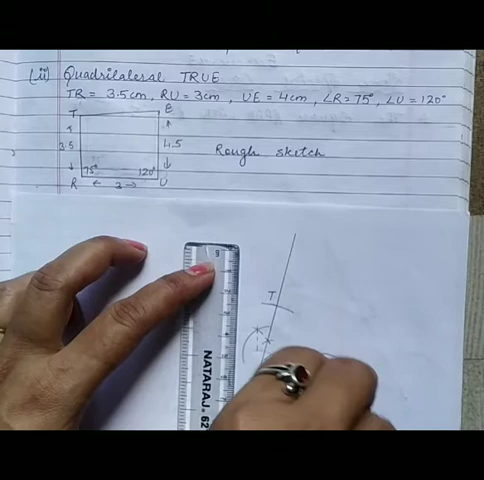 (ii) Quadrilateral TRUE
TR = 3.5cm, RU = 3cm, UE = 4cm, ∠R = 75°, ∠U = 120°
T E
3.5 4.5 Rough sketch
75° 120°
R ← 3 → U
T
NATARAJ 62